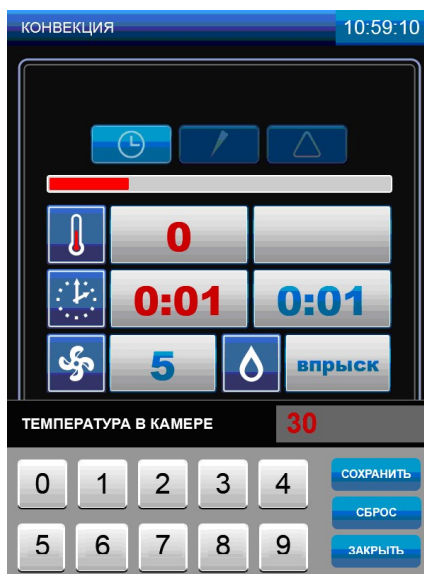 КОНВЕКЦИЯ 10:59:10
0
0:01 0:01
5 впрыск
ТЕМПЕРАТУРА В КАМЕРЕ 30
0 1 2 3 4 СОХРАНИТЬ
СБРОС
5 6 7 8 9 ЗАКРЫТЬ